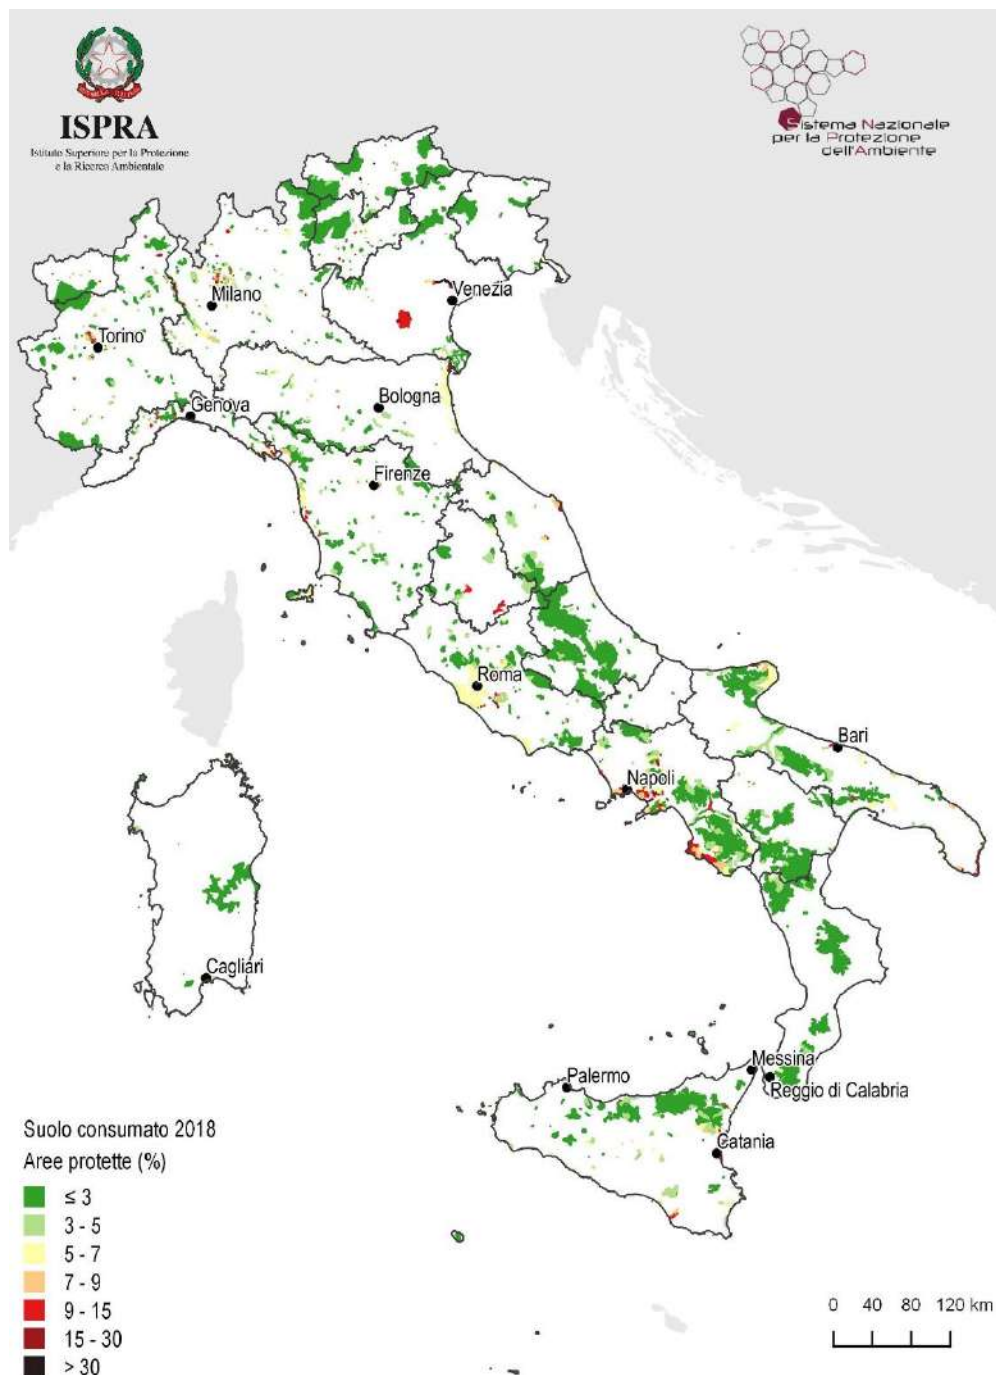 ISPRA
Istituto Superiore per la Protezione
e la Ricerca Ambientale
Sistema Nazionale
per la Protezione
dell'Ambiente
Milano
Venezia
Torino
Genova
Bologna
Firenze
Roma
Bari
Napoli
Cagliari
Messina
Palermo
Reggio di Calabria
Catania
Suolo consumato 2018
Aree protette (%)
≤ 3
3 - 5
5 - 7
7 - 9
9 - 15
15 - 30
> 30
0 40 80 120 km